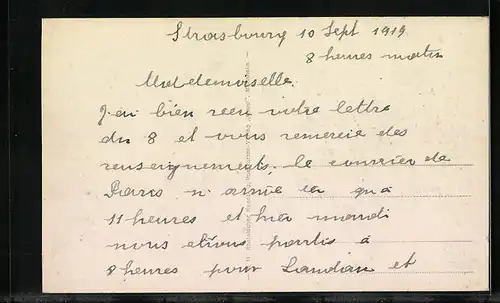 Strasbourg 10 Sept 1919
8 heures matin
Mademoiselle.
J'ai bien reçu votre lettre
du 8 et vous remercie des
renseignements, le courrier de
Paris n'arrive ici qu'à
11 heures et hier mardi
nous étions partis à
8 heures pour Landau et